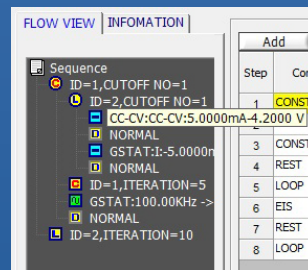 FLOW VIEW INFOMATION
Sequence
ID=1,CUTOFF NO=1
ID=2,CUTOFF NO=1
CC-CV:CC-CV:5.0000mA-4.2000 V
NORMAL
GSTAT:I:-5.0000m
NORMAL
ID=1,ITERATION=5
GSTAT:100.00KHz ->
NORMAL
ID=2,ITERATION=10
Add
Step Con
1 CONST
3 CONST
4 REST
5 LOOP
6 EIS
7 REST
8 LOOP